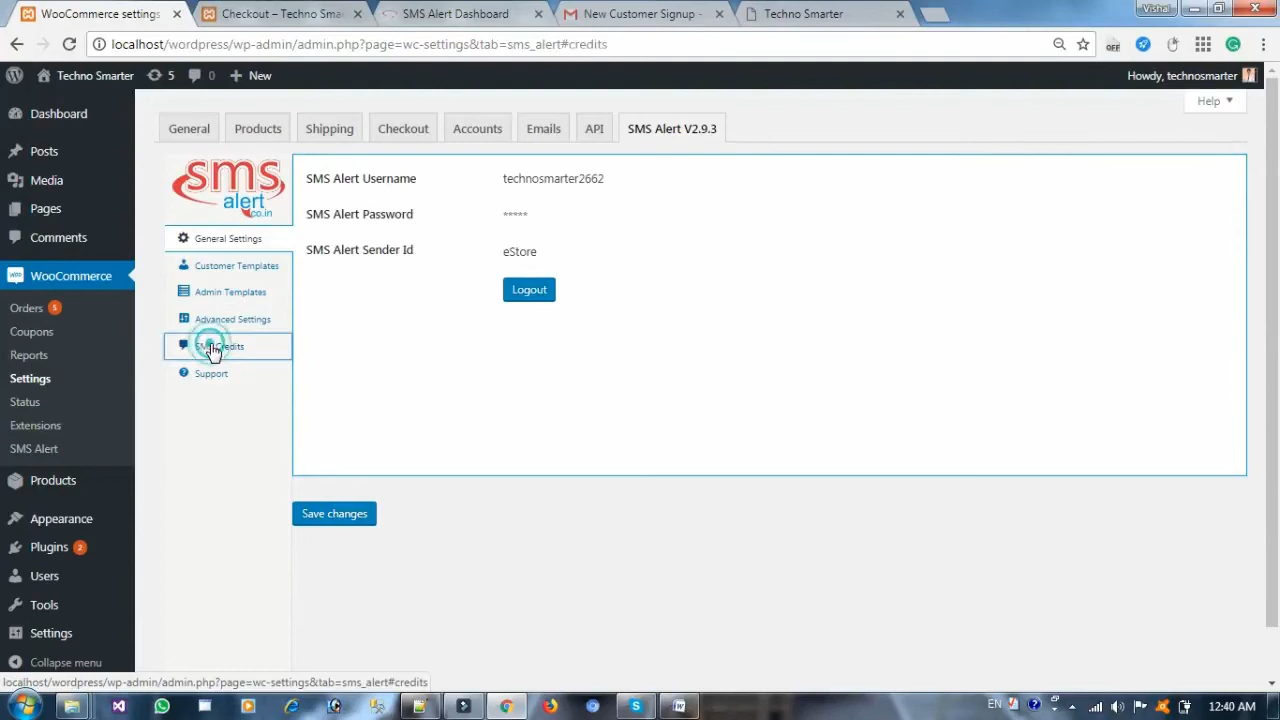 WooCommerce settings
Checkout – Techno Sm
SMS Alert Dashboard
New Customer Signup -
Techno Smarter
Vishal
localhost/wordpress/wp-admin/admin.php?page=wc-settings&tab=sms_alert#credits
OFF
Techno Smarter
5
0
New
Howdy, technosmarter
Help
Dashboard
Posts
Media
Pages
Comments
WooCommerce
Orders 5
Coupons
Reports
Settings
Status
Extensions
SMS Alert
Products
Appearance
Plugins 2
Users
Tools
Settings
Collapse menu
General
Products
Shipping
Checkout
Accounts
Emails
API
SMS Alert V2.9.3
sms
alert
.co.in
General Settings
Customer Templates
Admin Templates
Advanced Settings
SMS Credits
Support
SMS Alert Username technosmarter2662
SMS Alert Password *****
SMS Alert Sender Id eStore
Logout
Save changes
localhost/wordpress/wp-admin/admin.php?page=wc-settings&tab=sms_alert#credits
EN
12:40 AM